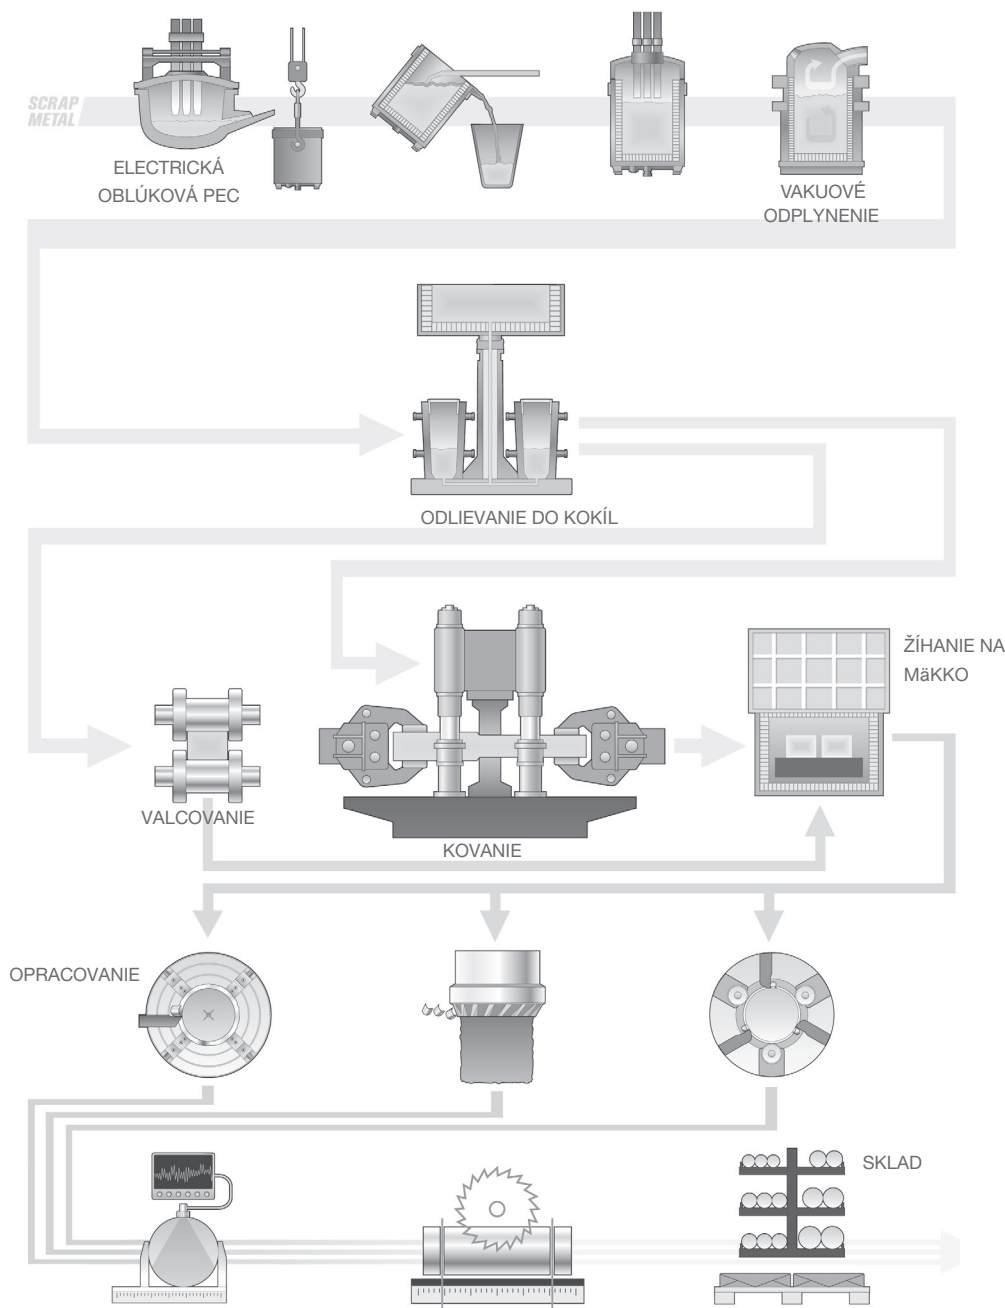 SCRAP
METAL
ELECTRICKÁ
OBLÚKOVÁ PEC
VAKUOVÉ
ODPLYNENIE
ODLIEVANIE DO KOKÍL
ŽÍHANIE NA
MäKKO
VALCOVANIE
KOVANIE
OPRACOVANIE
SKLAD